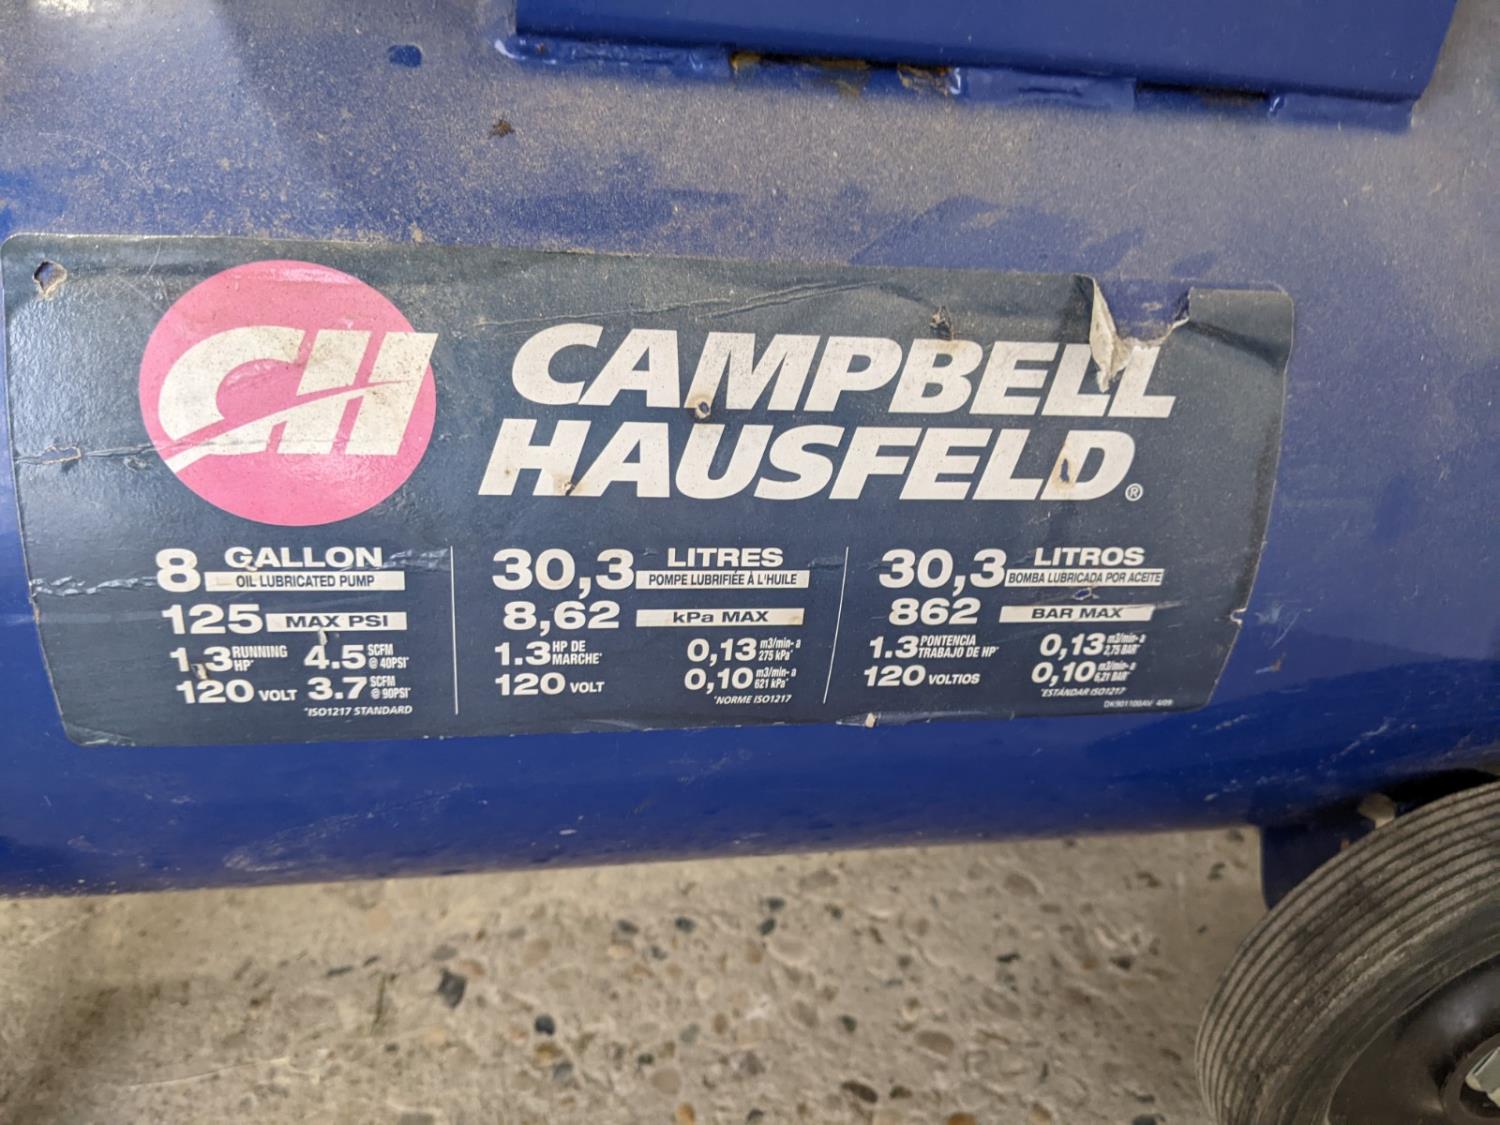 CH
CAMPBELL
HAUSFELD®
8 GALLON
OIL LUBRICATED PUMP
125 MAX PSI
1.3 RUNNING HP* 4.5 SCFM @ 40PSI*
120 VOLT 3.7 SCFM @ 90PSI*
*ISO1217 STANDARD
30,3 LITRES
POMPE LUBRIFIÉE À L'HUILE
8,62 kPa MAX
1.3 HP DE MARCHE* 0,13 m3/min- a 275 kPa*
120 VOLT 0,10 m3/min- a 621 kPa*
*NORME ISO1217
30,3 LITROS
BOMBA LUBRICADA POR ACEITE
862 BAR MAX
1.3 PONTENCIA TRABAJO DE HP* 0,13 m3/min- a 2,75 BAR*
120 VOLTIOS 0,10 m3/min- a 6,21 BAR*
*ESTÁNDAR ISO1217
DK901100AV 4/09